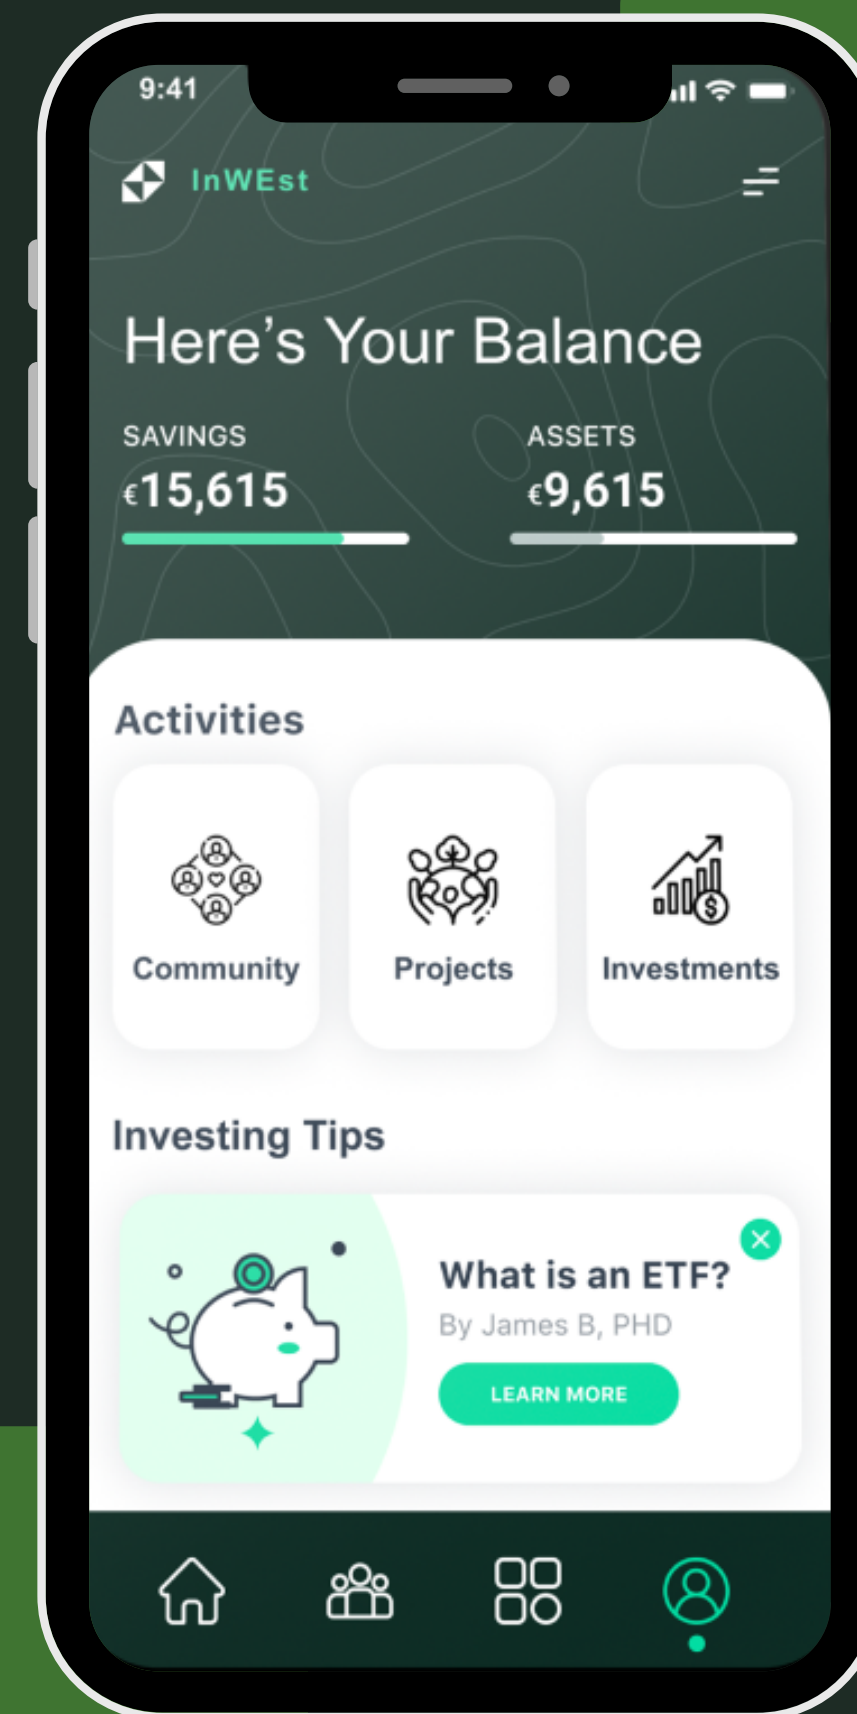 9:41
InWEst
Here's Your Balance
SAVINGS
€15,615
ASSETS
€9,615
Activities
Community
Projects
Investments
Investing Tips
What is an ETF?
By James B, PHD
LEARN MORE